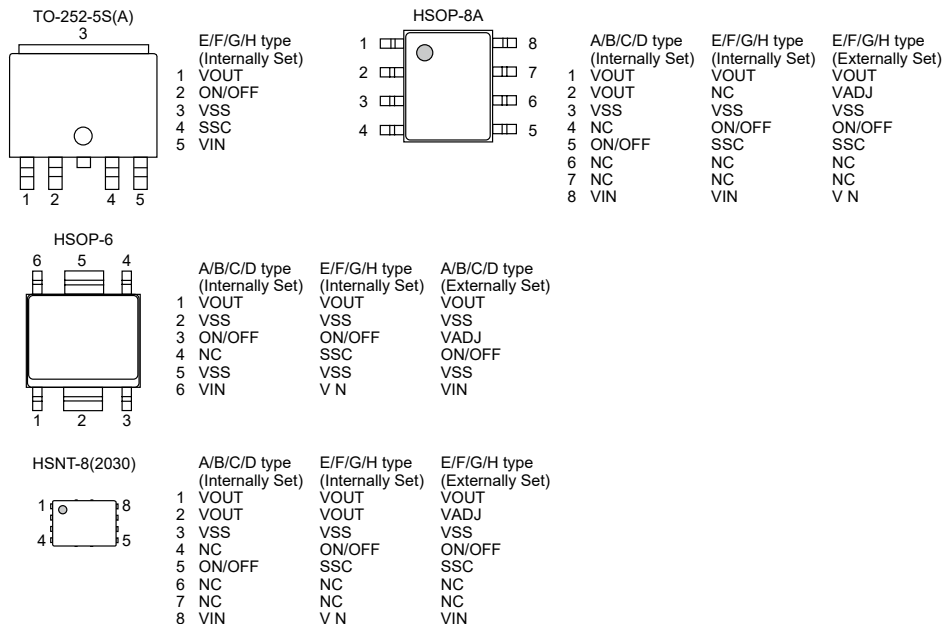 TO-252-5S(A)
3
1 2 4 5
E/F/G/H type
(Internally Set)
1 VOUT
2 ON/OFF
3 VSS
4 SSC
5 VIN
HSOP-8A
1 8
2 7
3 6
4 5
A/B/C/D type E/F/G/H type E/F/G/H type
(Internally Set) (Internally Set) (Externally Set)
1 VOUT VOUT VOUT
2 VOUT NC VADJ
3 VSS VSS VSS
4 NC ON/OFF ON/OFF
5 ON/OFF SSC SSC
6 NC NC NC
7 NC NC NC
8 VIN VIN V N
HSOP-6
6 5 4
1 2 3
A/B/C/D type E/F/G/H type A/B/C/D type
(Internally Set) (Internally Set) (Externally Set)
1 VOUT VOUT VOUT
2 VSS VSS VSS
3 ON/OFF ON/OFF VADJ
4 NC SSC ON/OFF
5 VSS VSS VSS
6 VIN V N VIN
HSNT-8(2030)
1 8
4 5
A/B/C/D type E/F/G/H type E/F/G/H type
(Internally Set) (Internally Set) (Externally Set)
1 VOUT VOUT VOUT
2 VOUT VOUT VADJ
3 VSS VSS VSS
4 NC ON/OFF ON/OFF
5 ON/OFF SSC SSC
6 NC NC NC
7 NC NC NC
8 VIN V N VIN